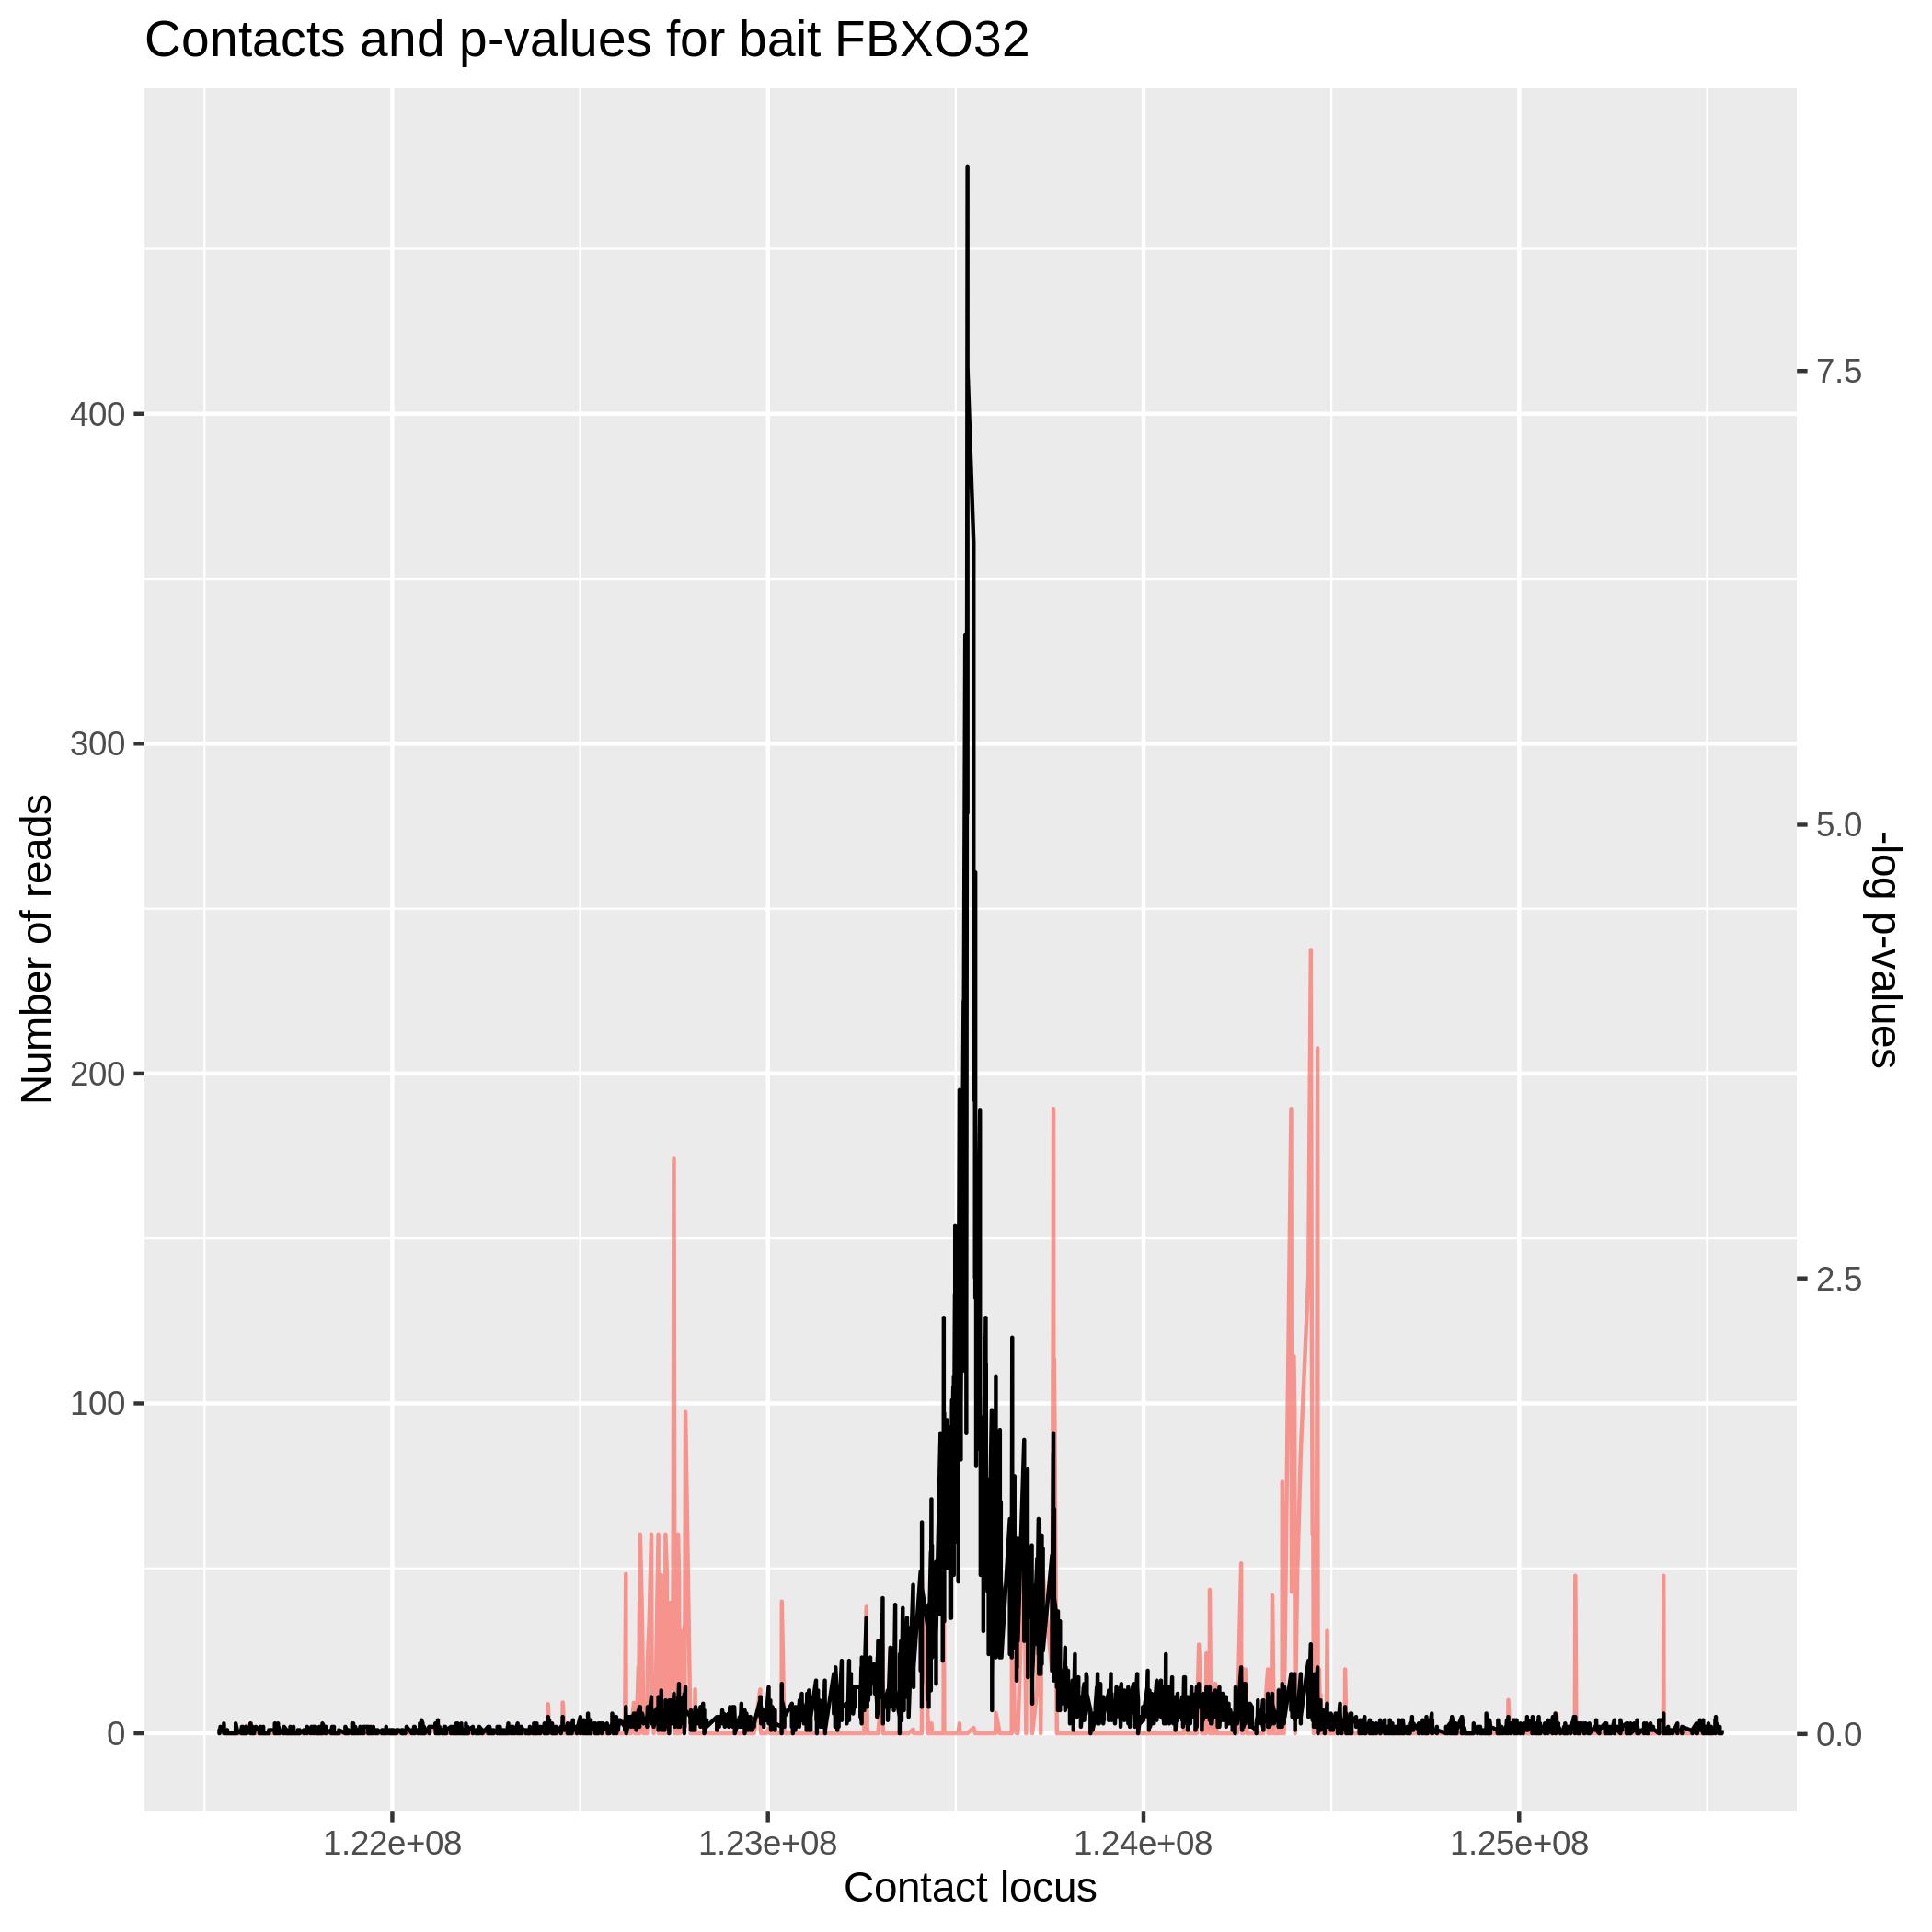 Contacts and p-values for bait FBXO32
Number of reads
400
300
200
100
0
7.5
5.0
2.5
0.0
-log p-values
1.22e+08
1.23e+08
1.24e+08
1.25e+08
Contact locus